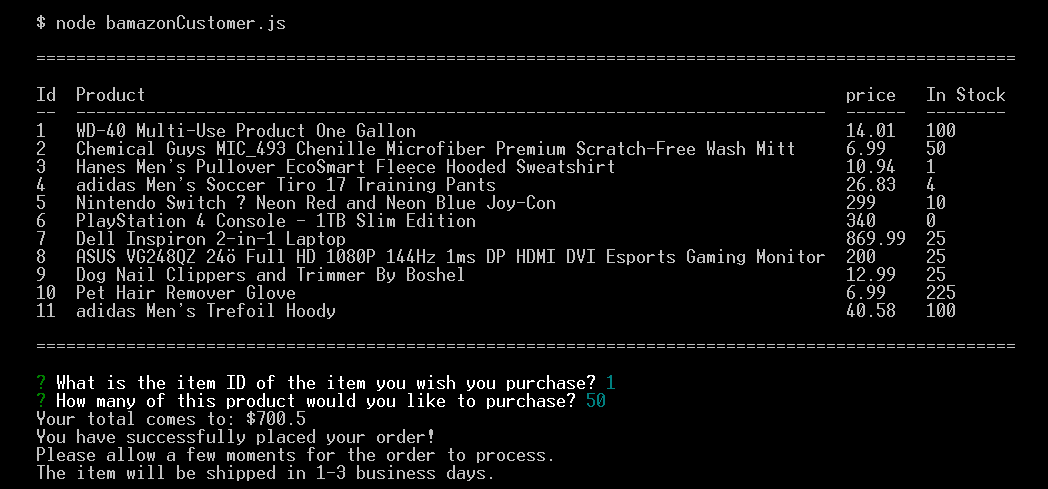 $ node bamazonCustomer.js
==================================================================================================
Id  Product                                                                      price   In Stock
--  ---------------------------------------------------------------------------  ------  --------
1   WD-40 Multi-Use Product One Gallon                                           14.01   100
2   Chemical Guys MIC_493 Chenille Microfiber Premium Scratch-Free Wash Mitt     6.99    50
3   Hanes Men's Pullover EcoSmart Fleece Hooded Sweatshirt                       10.94   1
4   adidas Men's Soccer Tiro 17 Training Pants                                   26.83   4
5   Nintendo Switch ? Neon Red and Neon Blue Joy-Con                             299     10
6   PlayStation 4 Console - 1TB Slim Edition                                     340     0
7   Dell Inspiron 2-in-1 Laptop                                                  869.99  25
8   ASUS VG248QZ 24ö Full HD 1080P 144Hz 1ms DP HDMI DVI Esports Gaming Monitor  200     25
9   Dog Nail Clippers and Trimmer By Boshel                                      12.99   25
10  Pet Hair Remover Glove                                                       6.99    225
11  adidas Men's Trefoil Hoody                                                   40.58   100
==================================================================================================
? What is the item ID of the item you wish you purchase? 1
? How many of this product would you like to purchase? 50
Your total comes to: $700.5
You have successfully placed your order!
Please allow a few moments for the order to process.
The item will be shipped in 1-3 business days.